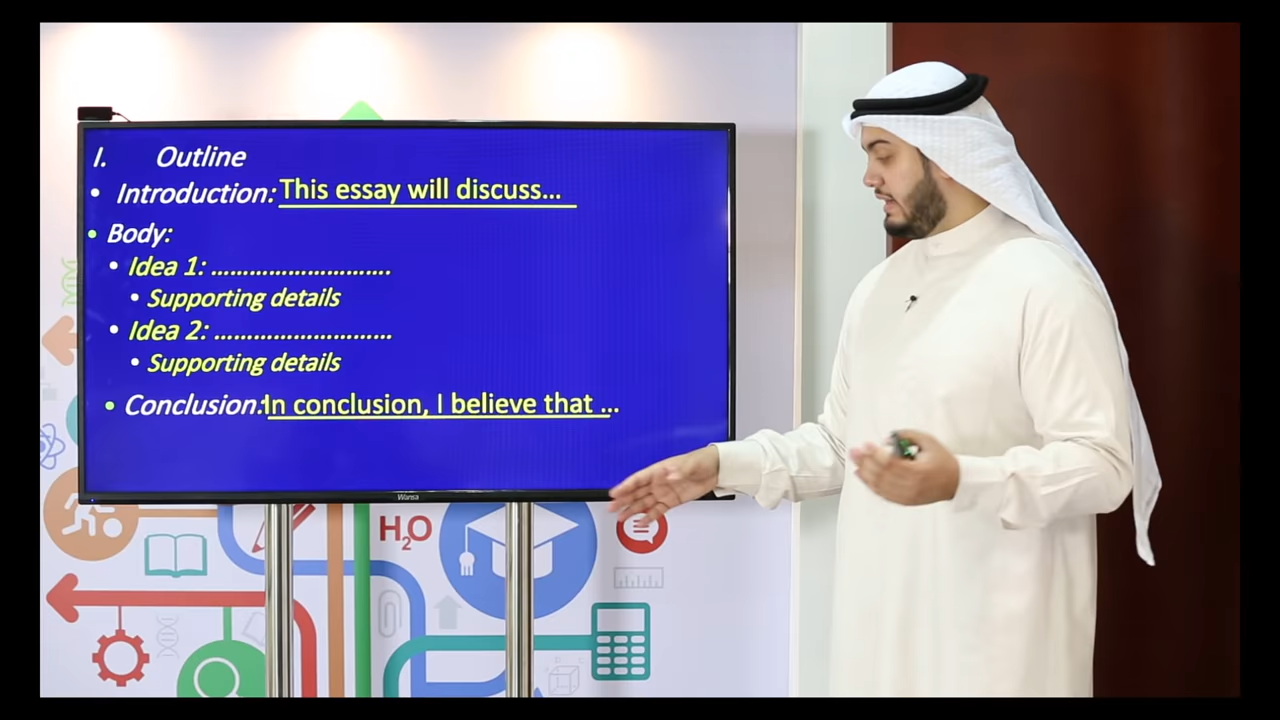 I. Outline
• Introduction: This essay will discuss...
• Body:
• Idea 1: ..............................
• Supporting details
• Idea 2: ..............................
• Supporting details
• Conclusion: In conclusion, I believe that ...
Wansa
H₂O